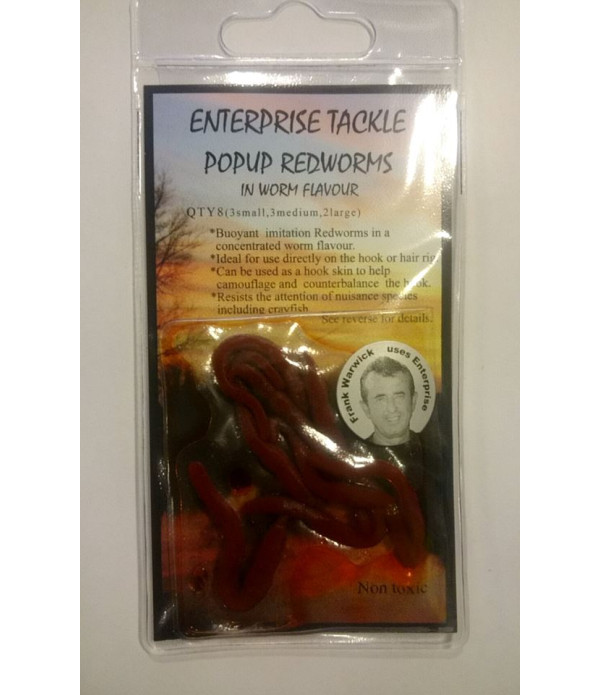 ENTERPRISE TACKLE
POPUP REDWORMS
IN WORM FLAVOUR
QTY8(3small,3medium,2large)
*Buoyant imitation Redworms in a
concentrated worm flavour.
*Ideal for use directly on the hook or hair rig
*Can be used as a hook skin to help
camouflage and counterbalance the hook.
*Resists the attention of nuisance species
including crayfish
See reverse for details.
Frank Warwick uses Enterprise
Non toxic